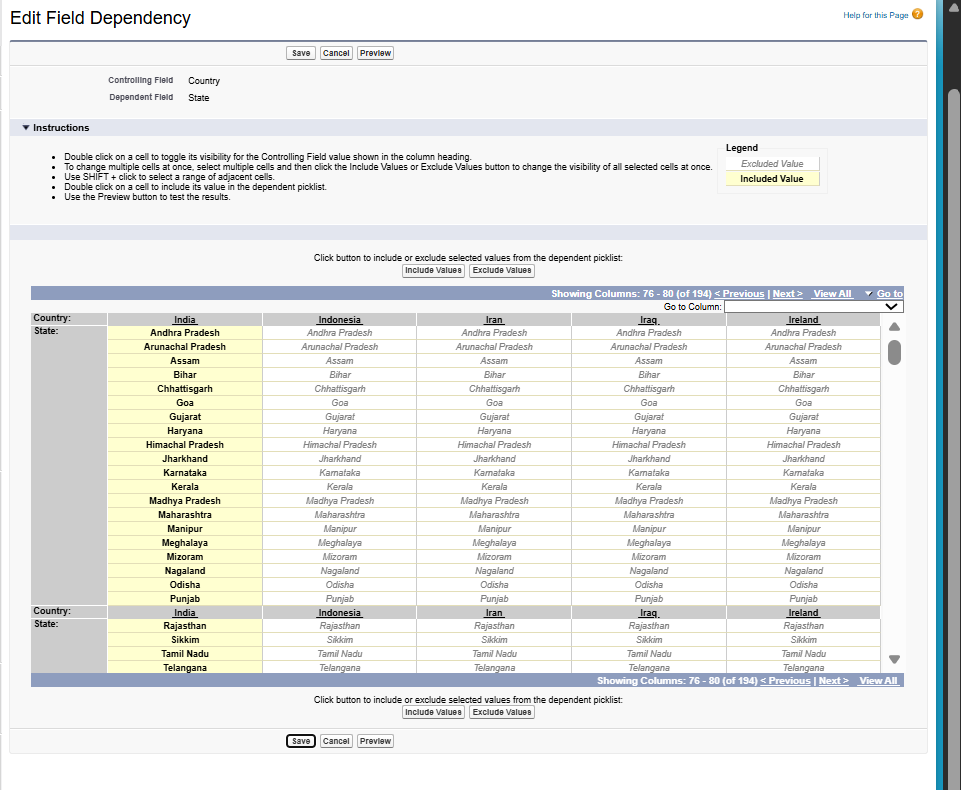 Edit Field Dependency
Help for this Page ?
Save Cancel Preview
Controlling Field Country
Dependent Field State
Instructions
Double click on a cell to toggle its visibility for the Controlling Field value shown in the column heading.
To change multiple cells at once, select multiple cells and then click the Include Values or Exclude Values button to change the visibility of all selected cells at once.
Use SHIFT + click to select a range of adjacent cells.
Double click on a cell to include its value in the dependent picklist.
Use the Preview button to test the results.
Legend
Excluded Value
Included Value
Click button to include or exclude selected values from the dependent picklist:
Include Values Exclude Values
Showing Columns: 76 - 80 (of 194) < Previous | Next > View All Go to
Go to Column:
Country: India Indonesia Iran Iraq Ireland
State: Andhra Pradesh Andhra Pradesh Andhra Pradesh Andhra Pradesh Andhra Pradesh
Arunachal Pradesh Arunachal Pradesh Arunachal Pradesh Arunachal Pradesh Arunachal Pradesh
Assam Assam Assam Assam Assam
Bihar Bihar Bihar Bihar Bihar
Chhattisgarh Chhattisgarh Chhattisgarh Chhattisgarh Chhattisgarh
Goa Goa Goa Goa Goa
Gujarat Gujarat Gujarat Gujarat Gujarat
Haryana Haryana Haryana Haryana Haryana
Himachal Pradesh Himachal Pradesh Himachal Pradesh Himachal Pradesh Himachal Pradesh
Jharkhand Jharkhand Jharkhand Jharkhand Jharkhand
Karnataka Karnataka Karnataka Karnataka Karnataka
Kerala Kerala Kerala Kerala Kerala
Madhya Pradesh Madhya Pradesh Madhya Pradesh Madhya Pradesh Madhya Pradesh
Maharashtra Maharashtra Maharashtra Maharashtra Maharashtra
Manipur Manipur Manipur Manipur Manipur
Meghalaya Meghalaya Meghalaya Meghalaya Meghalaya
Mizoram Mizoram Mizoram Mizoram Mizoram
Nagaland Nagaland Nagaland Nagaland Nagaland
Odisha Odisha Odisha Odisha Odisha
Punjab Punjab Punjab Punjab Punjab
Country: India Indonesia Iran Iraq Ireland
State: Rajasthan Rajasthan Rajasthan Rajasthan Rajasthan
Sikkim Sikkim Sikkim Sikkim Sikkim
Tamil Nadu Tamil Nadu Tamil Nadu Tamil Nadu Tamil Nadu
Telangana Telangana Telangana Telangana Telangana
Showing Columns: 76 - 80 (of 194) < Previous | Next > View All
Click button to include or exclude selected values from the dependent picklist:
Include Values Exclude Values
Save Cancel Preview